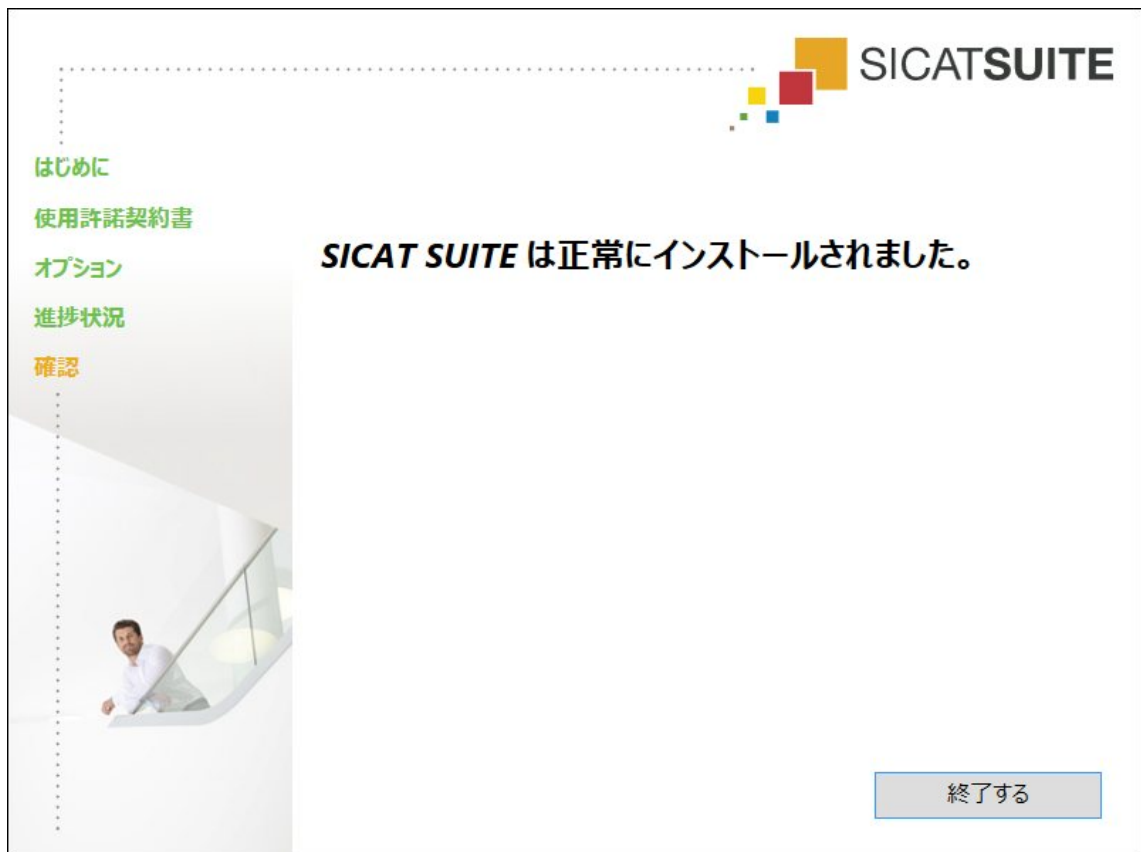 SICATSUITE
はじめに
使用許諾契約書
オプション
進捗状況
確認
SICAT SUITE は正常にインストールされました。
終了する